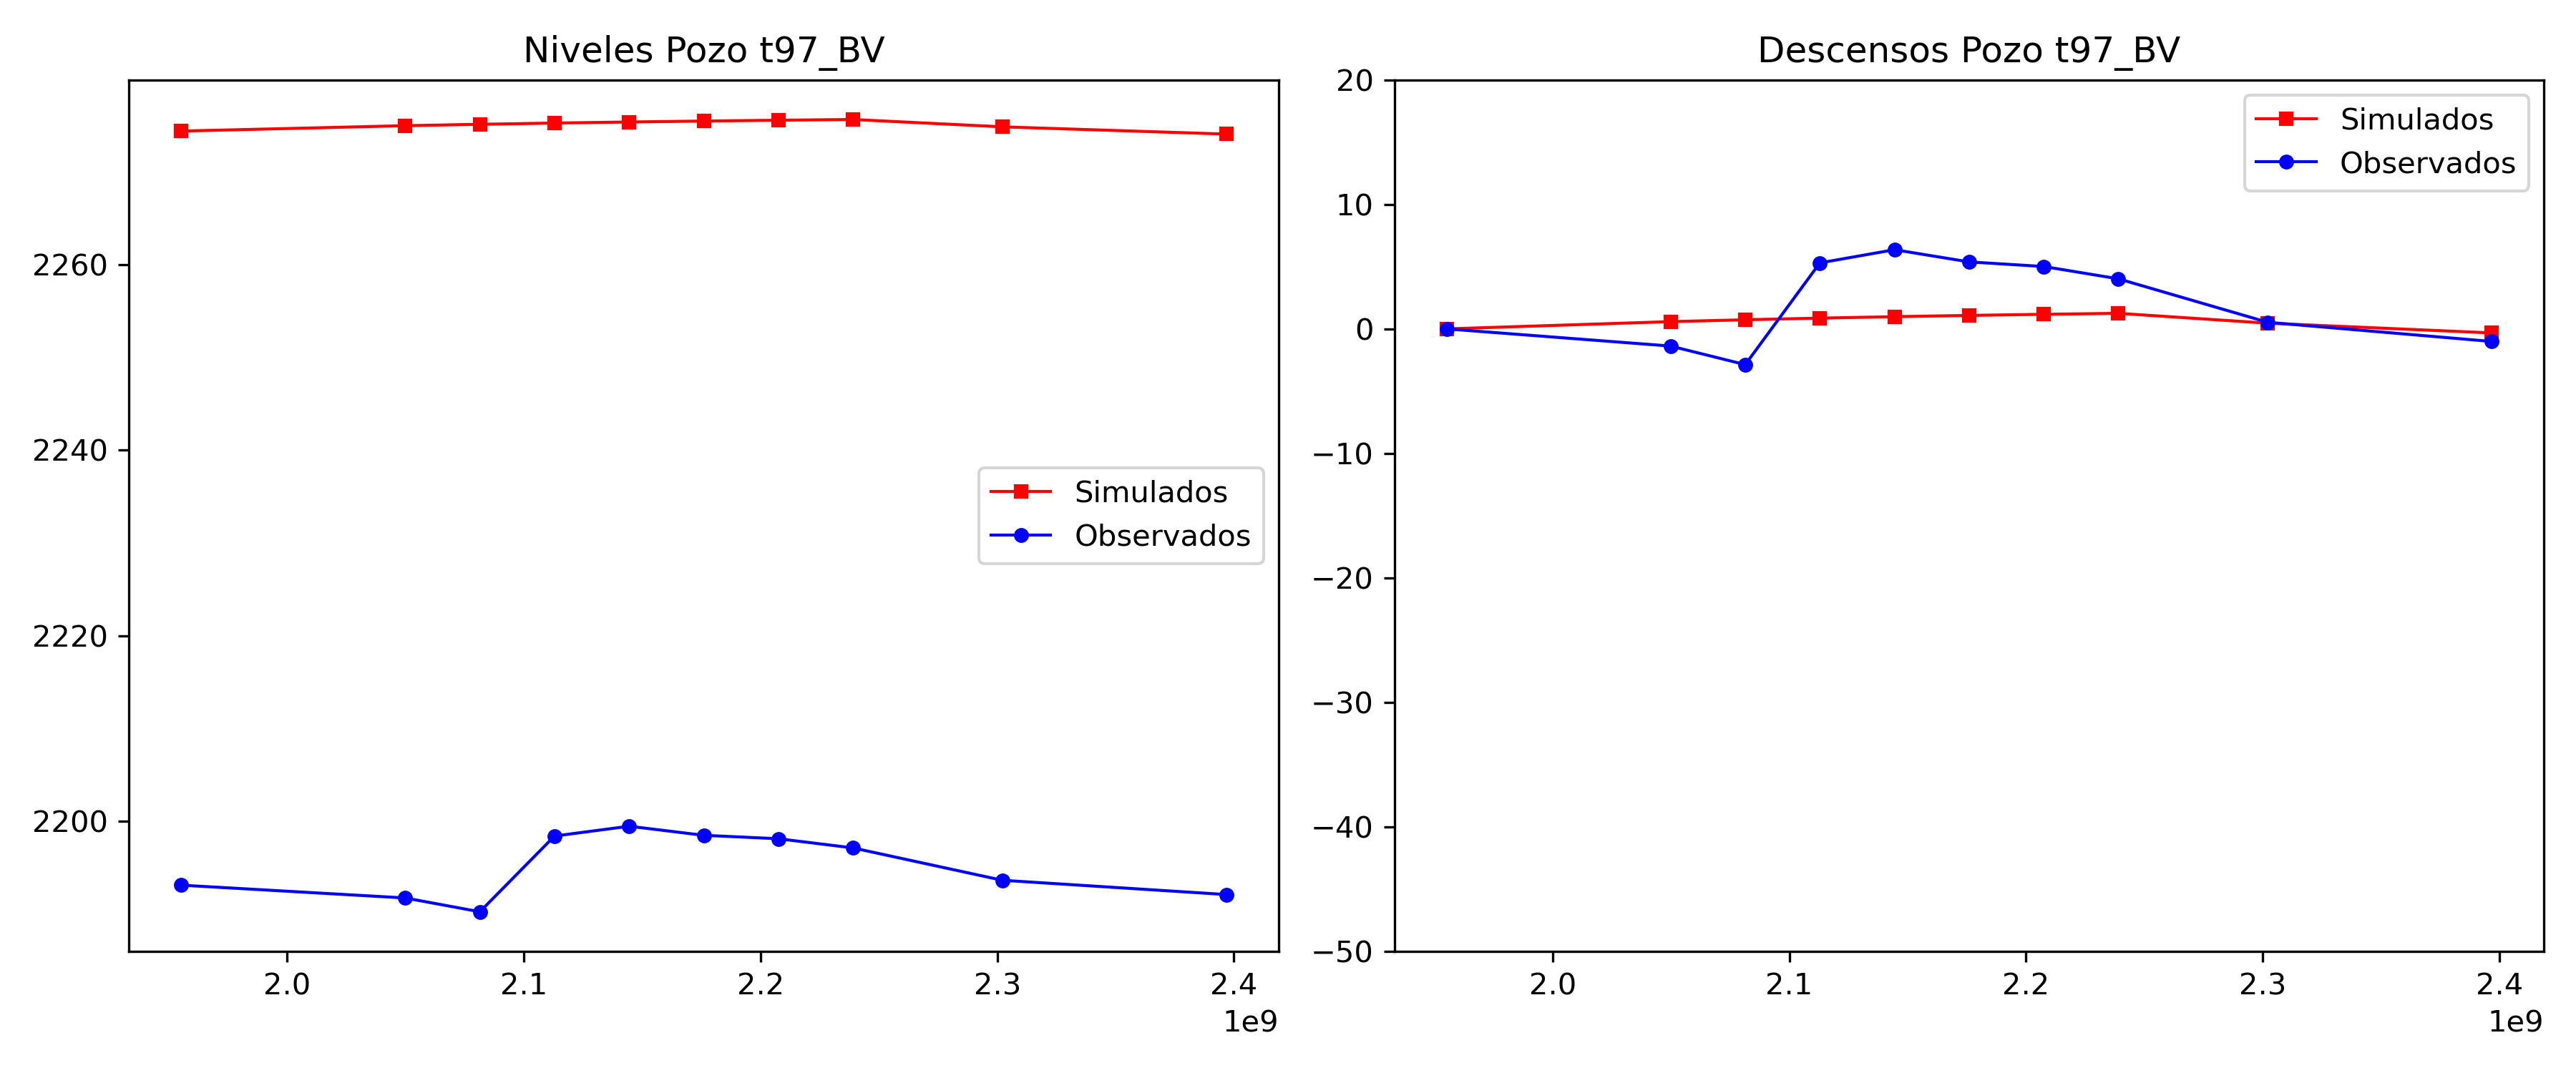 Niveles Pozo t97_BV
2260
2240
2220
2200
Simulados
Observados
2.0 2.1 2.2 2.3 2.4
1e9
Descensos Pozo t97_BV
20
10
0
−10
−20
−30
−40
−50
Simulados
Observados
2.0 2.1 2.2 2.3 2.4
1e9